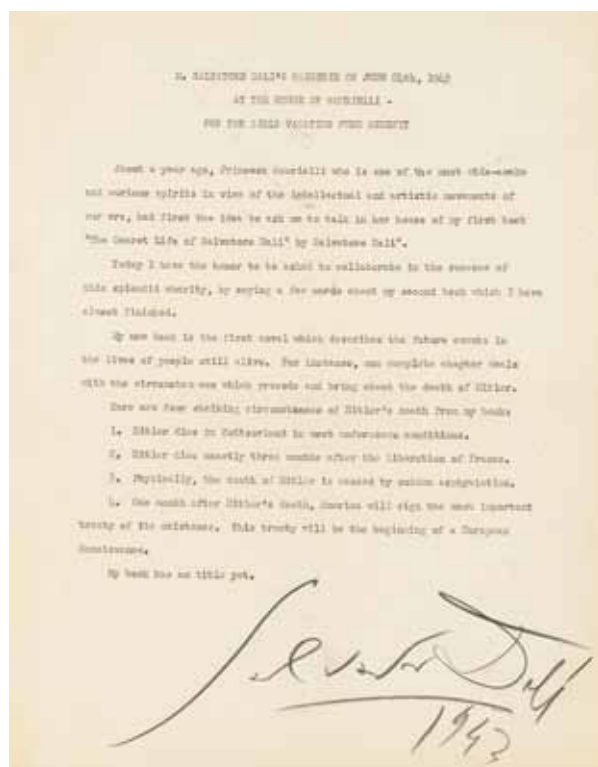 M. SALVATORE DALI'S        ON JUNE        1943
AT THE HOUSE OF GOURIELLI -
FOR THE GIRLS VACATION FUND BENEFIT
About a year ago, Princess Gourielli who is one of the most wide-awake
and curious spirits in view of the intellectual and artistic movements of
our era, had first the idea to ask me to talk in her house of my first book
"The Secret Life of Salvatore Dali" by Salvatore Dali".
Today I have the honor to be asked to collaborate in the success of
this splendid charity, by saying a few words about my second book which I have
almost finished.
My new book is the first novel which describes the future events in
the lives of people still alive. For instance, one complete chapter deals
with the circumstances which precede and bring about the death of Hitler.
Here are four striking circumstances of Hitler's death from my book:
1. Hitler dies in Switzerland in most unforeseen conditions.
2. Hitler dies exactly three months after the liberation of France.
3. Physically, the death of Hitler is caused by sudden asphyxiation.
4. One month after Hitler's death, America will sign the more important
treaty of its existence. This treaty will be the beginning of a European
Renaissance.
My book has no title yet.
Salvador Dalí
1943